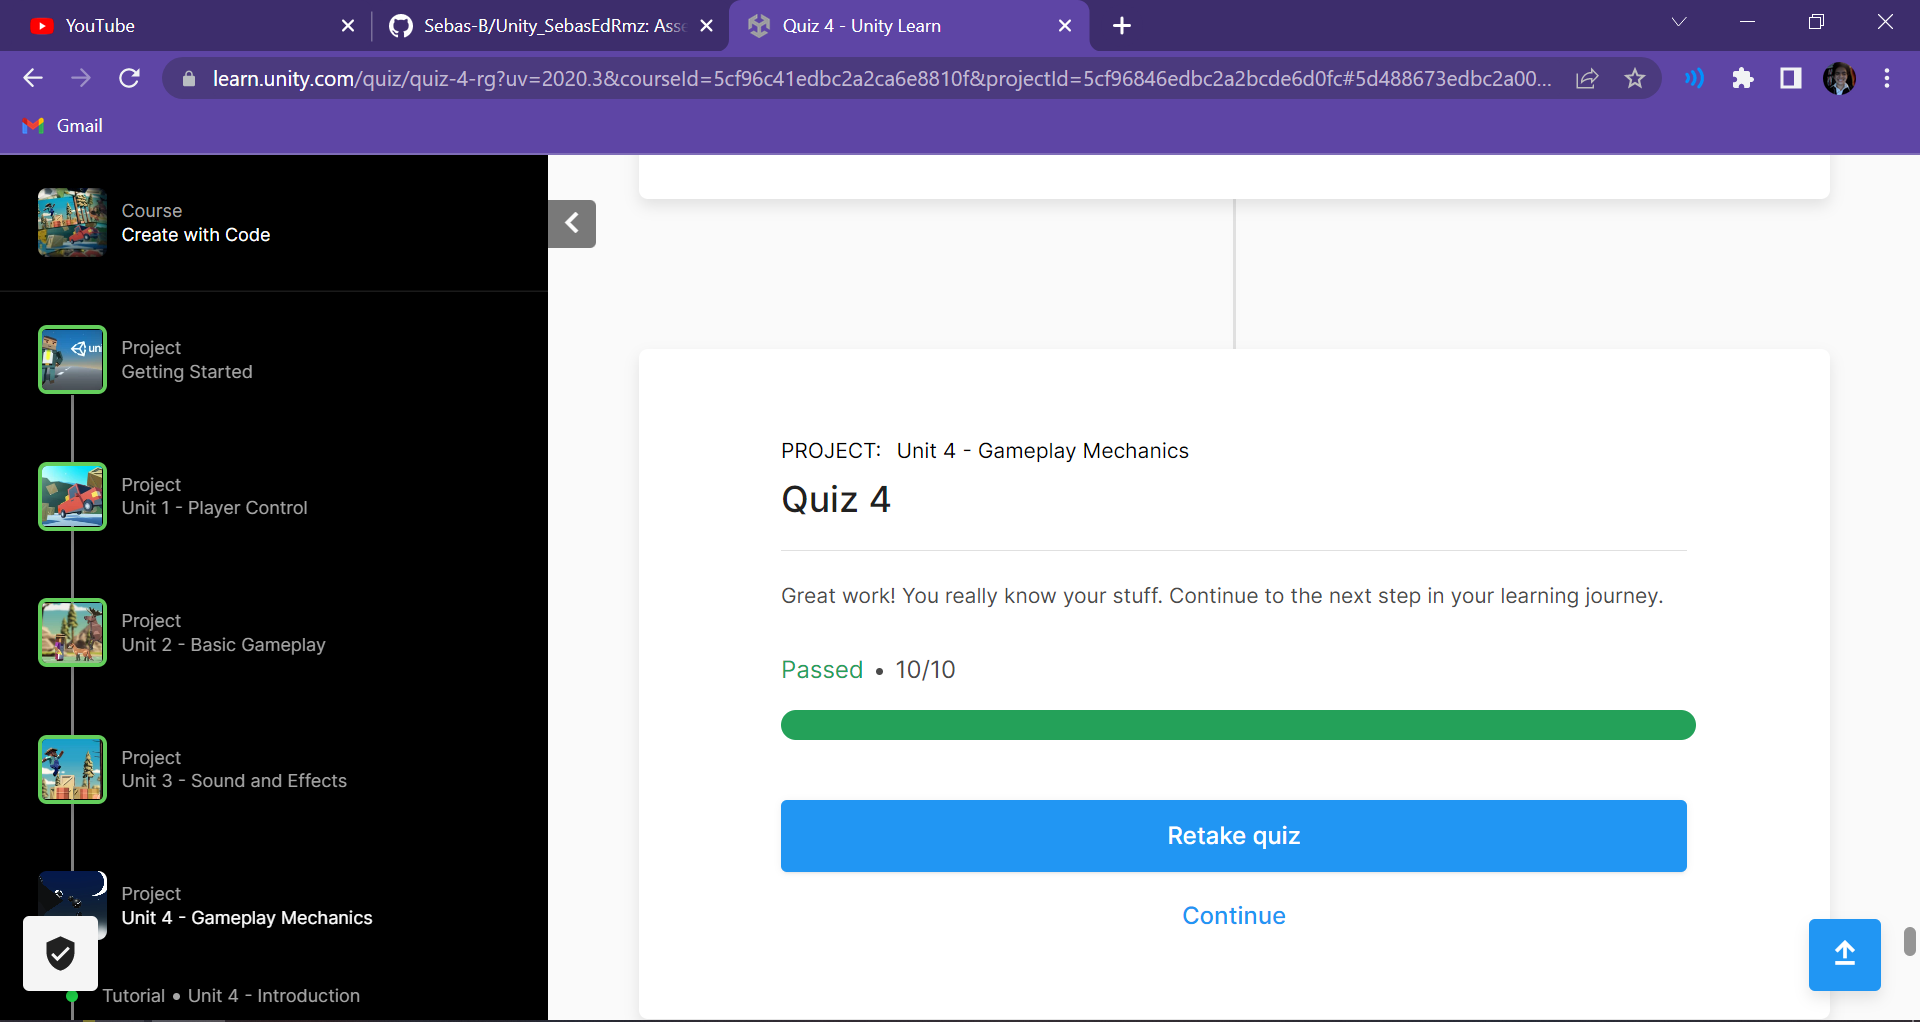 YouTube
Sebas-B/Unity_SebasEdRmz: Asse
Quiz 4 - Unity Learn
learn.unity.com/quiz/quiz-4-rg?uv=2020.3&courseId=5cf96c41edbc2a2ca6e8810f&projectId=5cf96846edbc2a2bcde6d0fc#5d488673edbc2a00...
Gmail
Course
Create with Code
Project
Getting Started
uni
Project
Unit 1 - Player Control
Project
Unit 2 - Basic Gameplay
Project
Unit 3 - Sound and Effects
Project
Unit 4 - Gameplay Mechanics
Tutorial • Unit 4 - Introduction
PROJECT: Unit 4 - Gameplay Mechanics
Quiz 4
Great work! You really know your stuff. Continue to the next step in your learning journey.
Passed • 10/10
Retake quiz
Continue